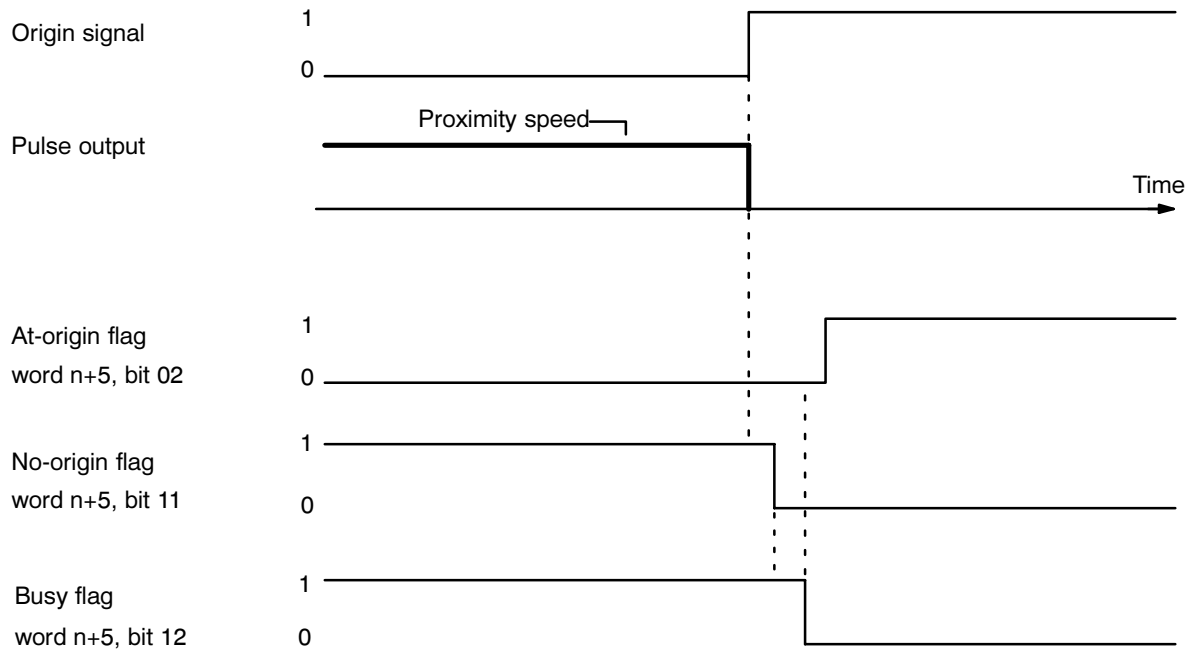 Origin signal
1
0
Proximity speed
Pulse output
Time
At-origin flag
word n+5, bit 02
1
0
No-origin flag
word n+5, bit 11
1
0
Busy flag
word n+5, bit 12
1
0